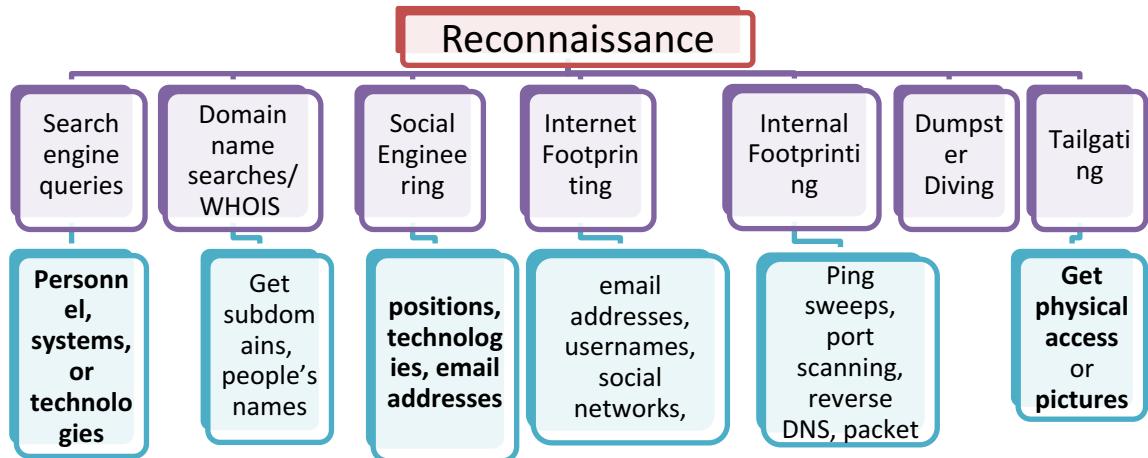 Reconnaissance
Search
engine
queries
Domain
name
searches/
WHOIS
Social
Enginee
ring
Internet
Footprin
ting
Internal
Footprinti
ng
Dumpst
er
Diving
Tailgati
ng
Personn
el,
systems,
or
technolo
gies
Get
subdom
ains,
people’s
names
positions,
technolog
ies, email
addresses
email
addresses,
usernames,
social
networks,
Ping
sweeps,
port
scanning,
reverse
DNS, packet
Get
physical
access
or
pictures